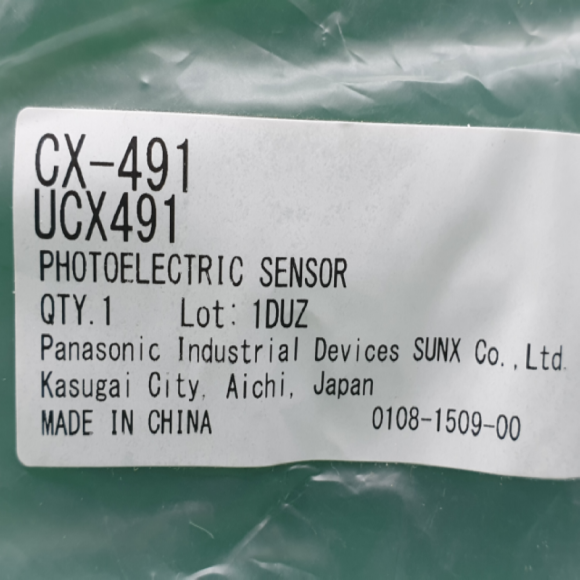 CX-491
UCX491
PHOTOELECTRIC SENSOR
QTY.1 Lot: 1DUZ
Panasonic Industrial Devices SUNX Co.,Ltd.
Kasugai City, Aichi, Japan
MADE IN CHINA 0108-1509-00